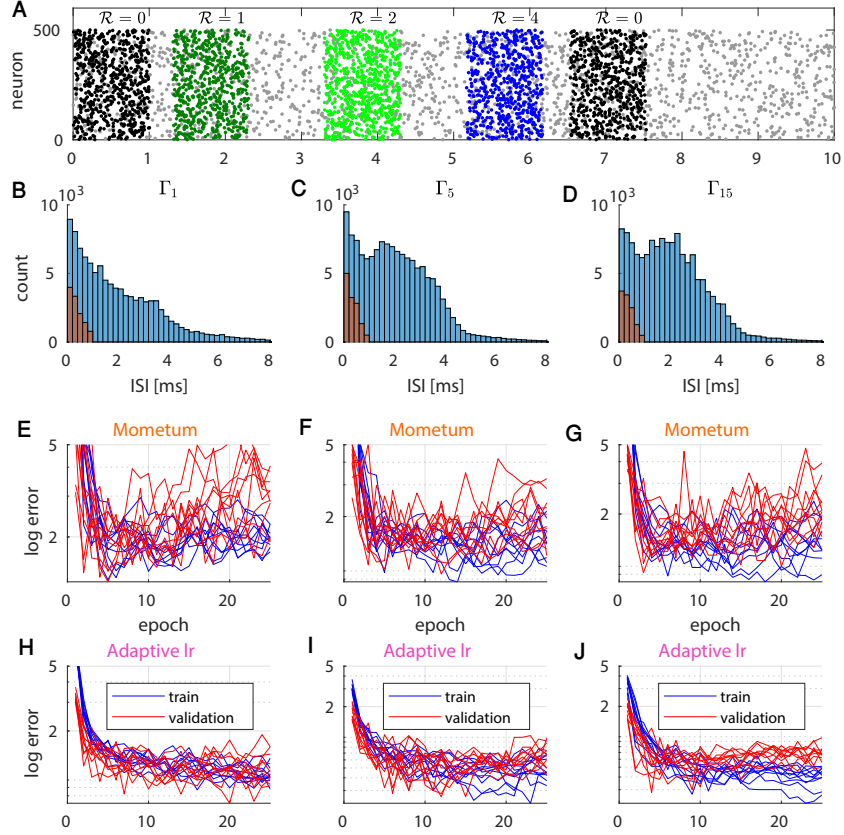 A
ℛ = 0 ℛ = 1 ℛ = 2 ℛ = 4 ℛ = 0
500
neuron
0
0 1 2 3 4 5 6 7 8 9 10
B Γ1 C Γ5 D Γ15
10³ 10³ 10³
10 10 10
count
5 5 5
0 0 0
0 2 4 6 8 0 2 4 6 8 0 2 4 6 8
ISI [ms] ISI [ms] ISI [ms]
E Mometum F Mometum G Mometum
5 5 5
log error
2 2 2
0 10 20 0 10 20 0 10 20
epoch epoch epoch
H Adaptive lr I Adaptive lr J Adaptive lr
5 5 5
train train train
validation validation validation
log error
2 2 2
0 10 20 0 10 20 0 10 20